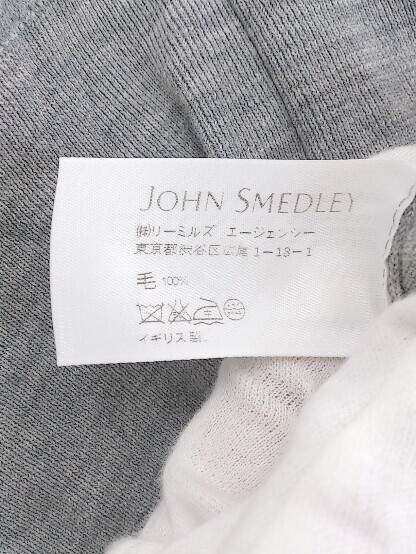 JOHN SMEDLEY
㈱リーミルズ エージェンシー
東京都渋谷区広尾1-13-1
毛 100%
イギリス製